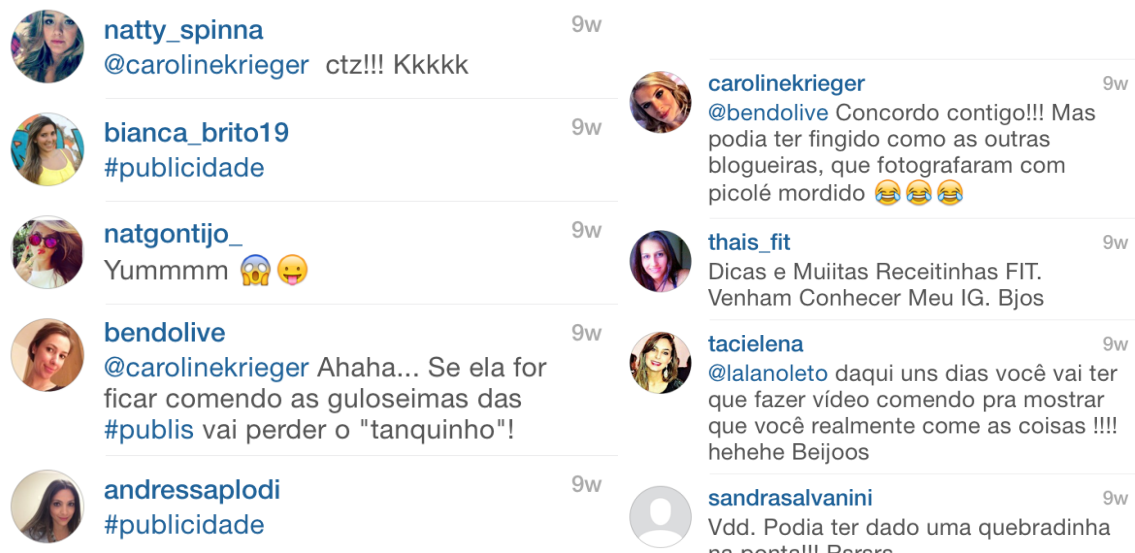 natty_spinna 9w
@carolinekrieger ctz!!! Kkkkk
bianca_brito19 9w
#publicidade
natgontijo_ 9w
Yummmm 😱😛
bendolive 9w
@carolinekrieger Ahaha... Se ela for
ficar comendo as guloseimas das
#publis vai perder o "tanquinho"!
andressaplodi 9w
#publicidade
carolinekrieger 9w
@bendolive Concordo contigo!!! Mas
podia ter fingido como as outras
blogueiras, que fotografaram com
picolé mordido 😂😂😂
thais_fit 9w
Dicas e Muiitas Receitinhas FIT.
Venham Conhecer Meu IG. Bjos
tacielena 9w
@lalanoleto daqui uns dias você vai ter
que fazer vídeo comendo pra mostrar
que você realmente come as coisas !!!!
hehehe Beijoos
sandrasalvanini 9w
Vdd. Podia ter dado uma quebradinha
na ponta!!! Rsrsrs